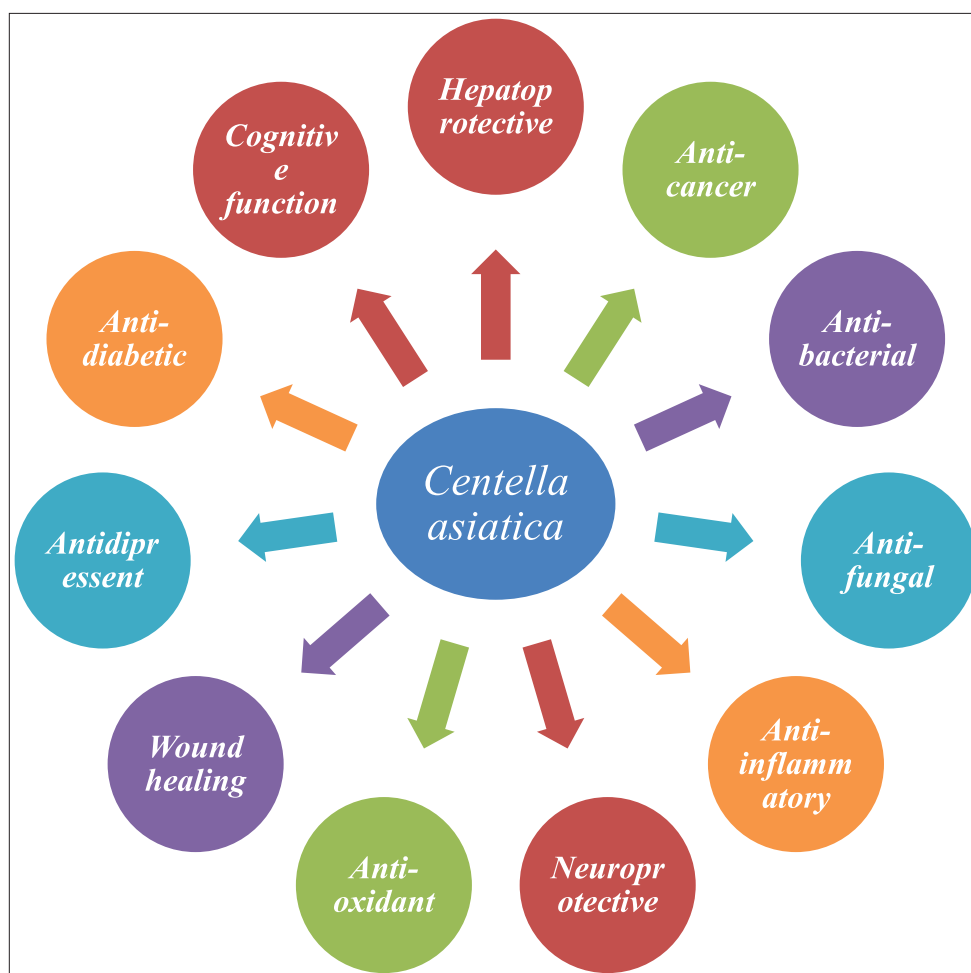 Hepatop
rotective
Anti-
cancer
Anti-
bacterial
Anti-
fungal
Anti-
inflamm
atory
Neuropr
otective
Anti-
oxidant
Wound
healing
Antidipr
essent
Anti-
diabetic
Cognitiv
e
function
Centella
asiatica